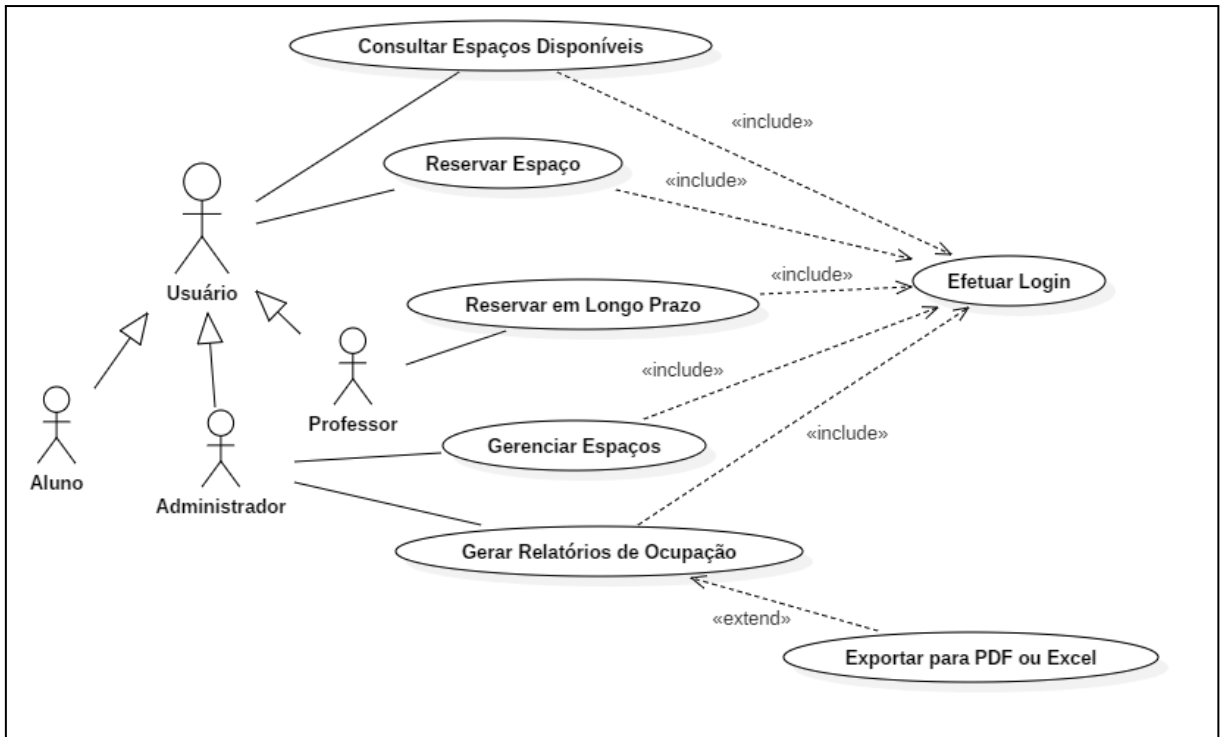 Consultar Espaços Disponíveis
«include»
Reservar Espaço
«include»
Usuário
Reservar em Longo Prazo
«include»
Efetuar Login
Professor
«include»
Gerenciar Espaços
«include»
Aluno
Administrador
Gerar Relatórios de Ocupação
«extend»
Exportar para PDF ou Excel